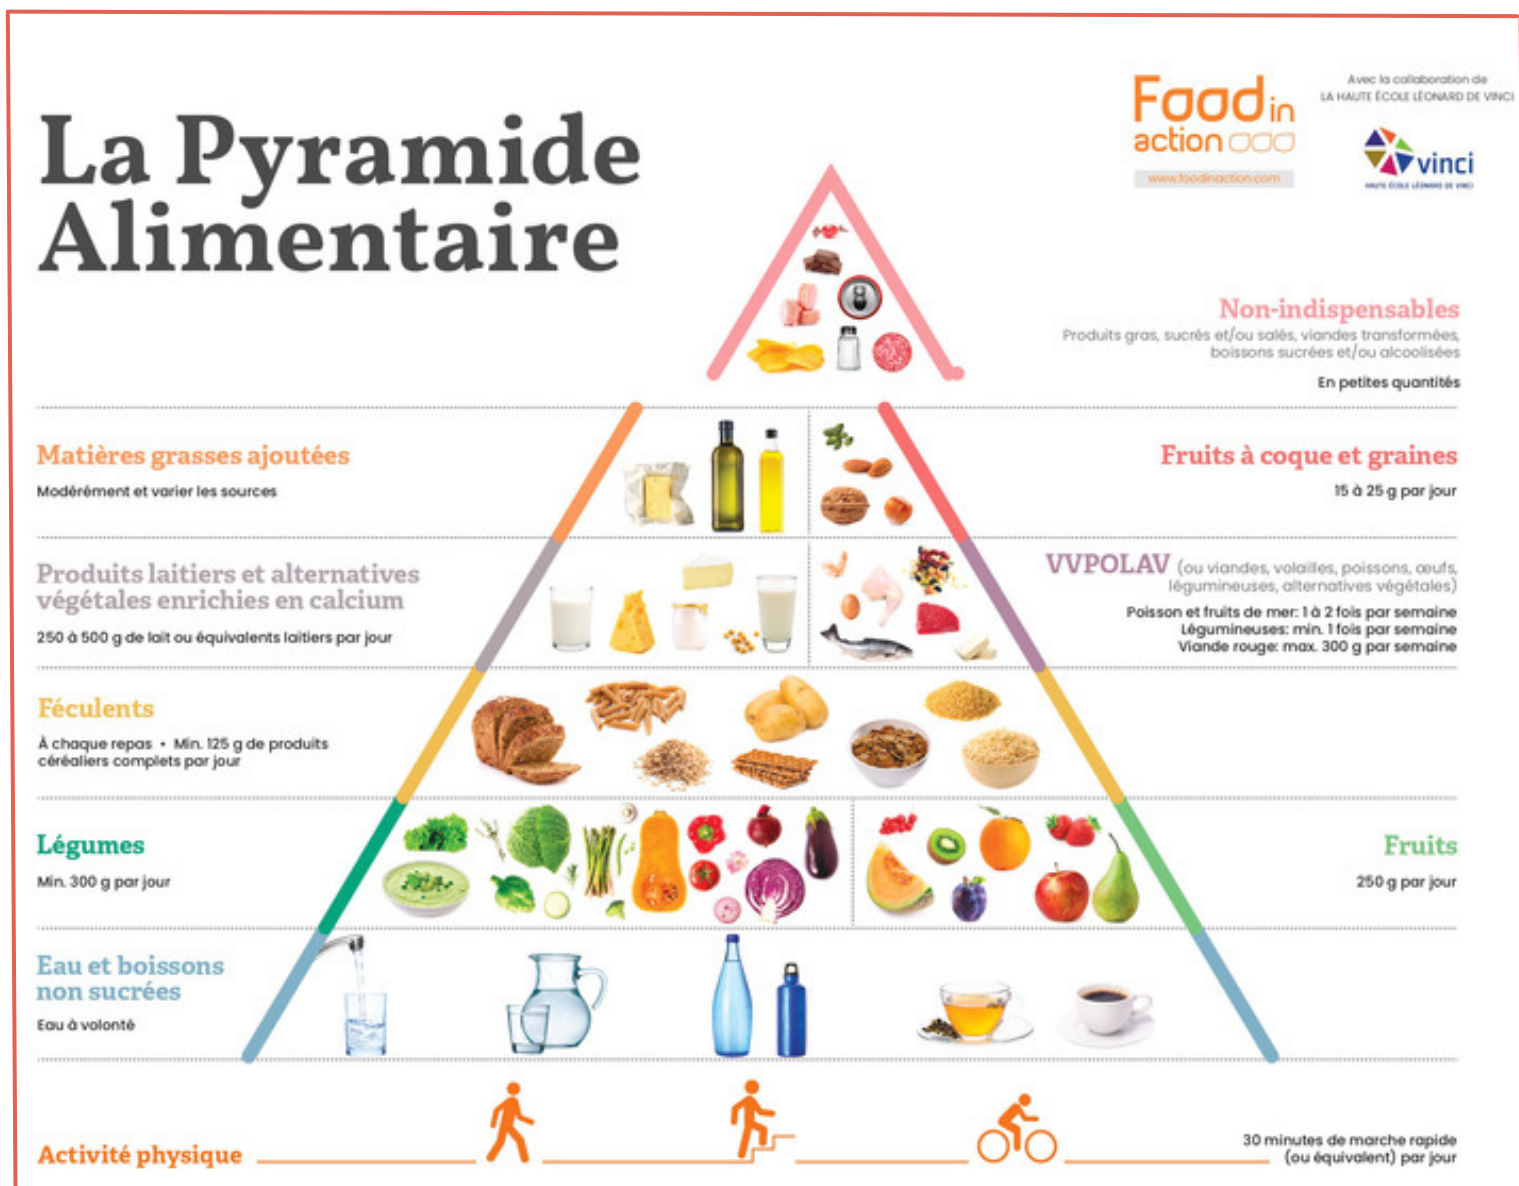 La Pyramide
Alimentaire
Food in
action
www.foodinaction.com
Avec la collaboration de
LA HAUTE ÉCOLE LÉONARD DE VINCI
vinci
HAUTE ÉCOLE LÉONARD DE VINCI
Non-indispensables
Produits gras, sucrés et/ou salés, viandes transformées,
boissons sucrées et/ou alcoolisées
En petites quantités
Matières grasses ajoutées
Modérément et varier les sources
Fruits à coque et graines
15 à 25 g par jour
Produits laitiers et alternatives
végétales enrichies en calcium
250 à 500 g de lait ou équivalents laitiers par jour
VVPOLAV (ou viandes, volailles, poissons, œufs,
légumineuses, alternatives végétales)
Poisson et fruits de mer: 1 à 2 fois par semaine
Légumineuses: min. 1 fois par semaine
Viande rouge: max. 300 g par semaine
Féculents
À chaque repas • Min. 125 g de produits
céréaliers complets par jour
Légumes
Min. 300 g par jour
Fruits
250 g par jour
Eau et boissons
non sucrées
Eau à volonté
Activité physique
30 minutes de marche rapide
(ou équivalent) par jour